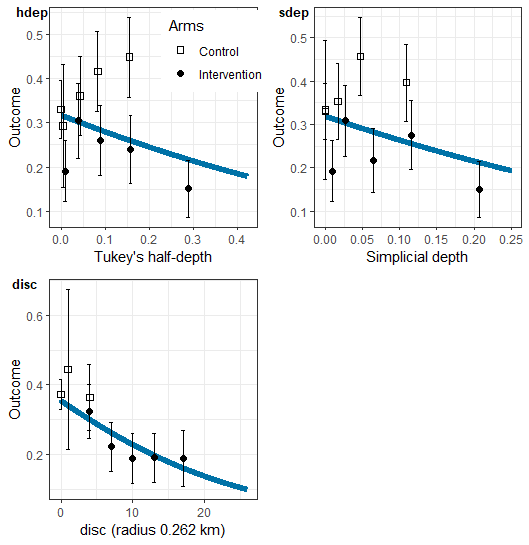 hdep
Arms
Control
Intervention
Outcome
0.5
0.4
0.3
0.2
0.1
0.0 0.1 0.2 0.3 0.4
Tukey's half-depth
sdep
Outcome
0.5
0.4
0.3
0.2
0.1
0.00 0.05 0.10 0.15 0.20 0.25
Simplicial depth
disc
Outcome
0.6
0.4
0.2
0 10 20
disc (radius 0.262 km)